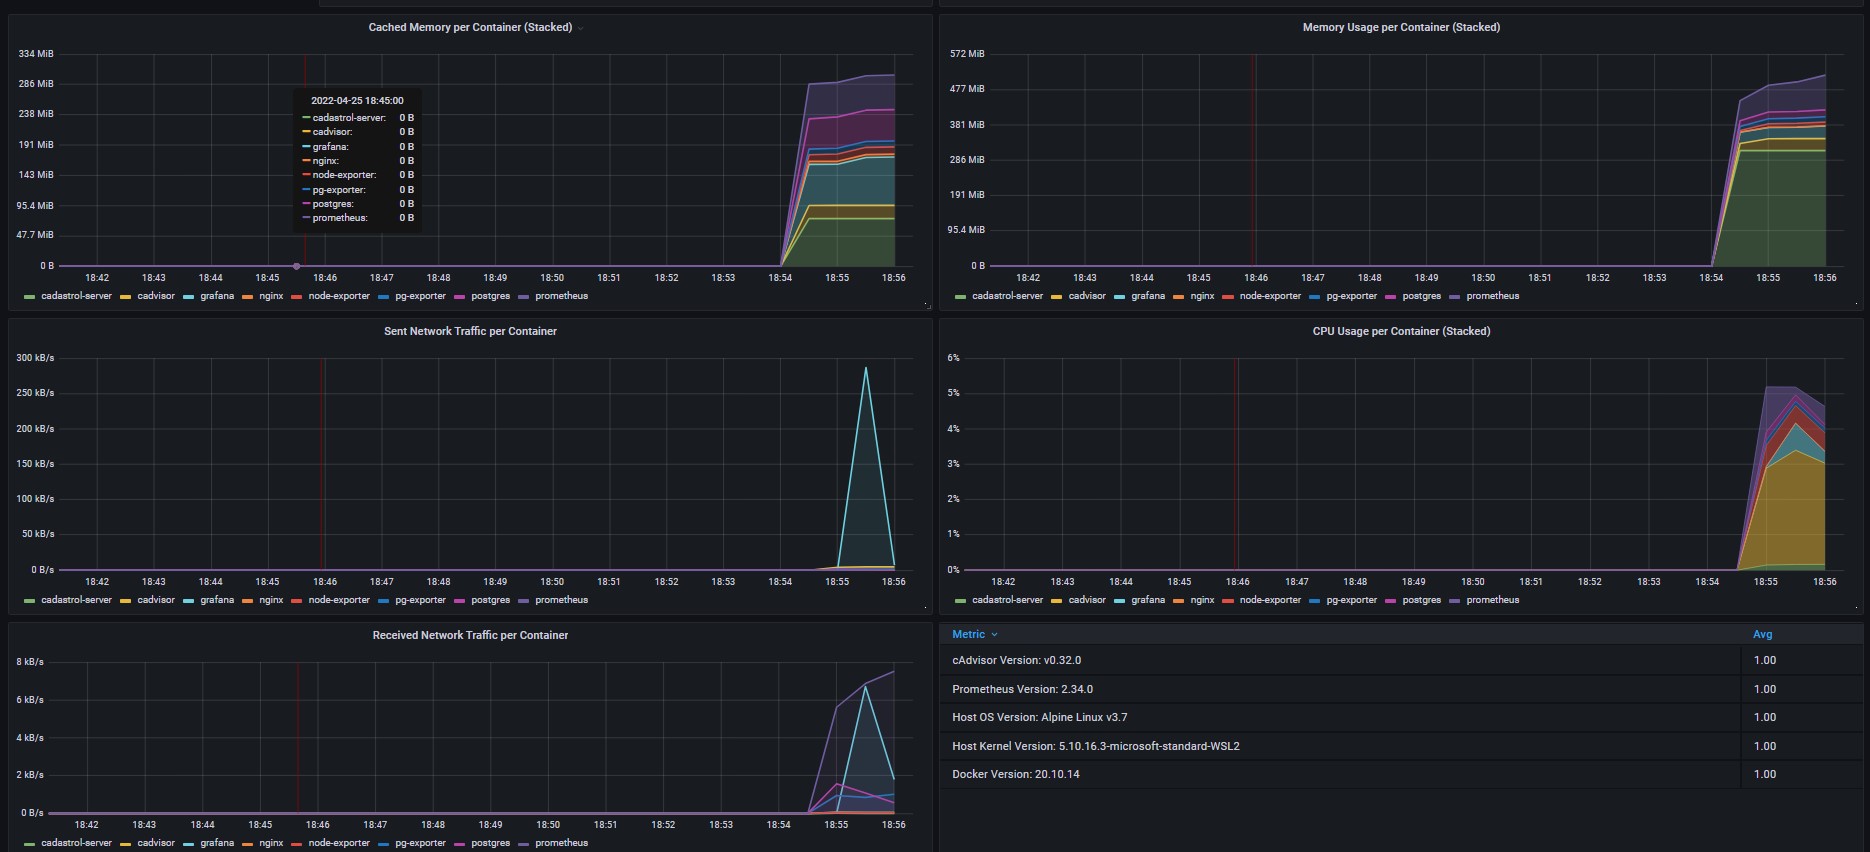 Cached Memory per Container (Stacked)
334 MiB
286 MiB
238 MiB
191 MiB
143 MiB
95.4 MiB
47.7 MiB
0 B
2022-04-25 18:45:00
cadastrol-server: 0 B
cadvisor: 0 B
grafana: 0 B
nginx: 0 B
node-exporter: 0 B
pg-exporter: 0 B
postgres: 0 B
prometheus: 0 B
18:42 18:43 18:44 18:45 18:46 18:47 18:48 18:49 18:50 18:51 18:52 18:53 18:54 18:55 18:56
cadastrol-server cadvisor grafana nginx node-exporter pg-exporter postgres prometheus
Memory Usage per Container (Stacked)
572 MiB
477 MiB
381 MiB
286 MiB
191 MiB
95.4 MiB
0 B
18:42 18:43 18:44 18:45 18:46 18:47 18:48 18:49 18:50 18:51 18:52 18:53 18:54 18:55 18:56
cadastrol-server cadvisor grafana nginx node-exporter pg-exporter postgres prometheus
Sent Network Traffic per Container
300 kB/s
250 kB/s
200 kB/s
150 kB/s
100 kB/s
50 kB/s
0 B/s
18:42 18:43 18:44 18:45 18:46 18:47 18:48 18:49 18:50 18:51 18:52 18:53 18:54 18:55 18:56
cadastrol-server cadvisor grafana nginx node-exporter pg-exporter postgres prometheus
CPU Usage per Container (Stacked)
6%
5%
4%
3%
2%
1%
0%
18:42 18:43 18:44 18:45 18:46 18:47 18:48 18:49 18:50 18:51 18:52 18:53 18:54 18:55 18:56
cadastrol-server cadvisor grafana nginx node-exporter pg-exporter postgres prometheus
Received Network Traffic per Container
8 kB/s
6 kB/s
4 kB/s
2 kB/s
0 B/s
18:42 18:43 18:44 18:45 18:46 18:47 18:48 18:49 18:50 18:51 18:52 18:53 18:54 18:55 18:56
cadastrol-server cadvisor grafana nginx node-exporter pg-exporter postgres prometheus
Metric Avg
cAdvisor Version: v0.32.0 1.00
Prometheus Version: 2.34.0 1.00
Host OS Version: Alpine Linux v3.7 1.00
Host Kernel Version: 5.10.16.3-microsoft-standard-WSL2 1.00
Docker Version: 20.10.14 1.00